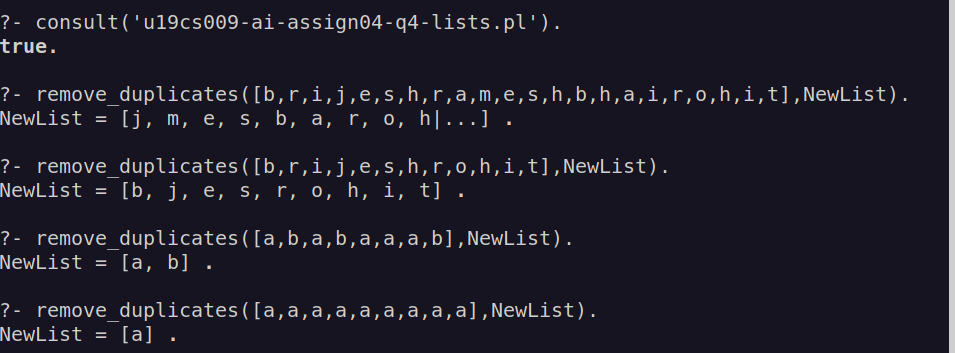 ?- consult('u19cs009-ai-assign04-q4-lists.pl').
true.
?- remove_duplicates([b,r,i,j,e,s,h,r,a,m,e,s,h,b,h,a,i,r,o,h,i,t],NewList).
NewList = [j, m, e, s, b, a, r, o, h|...] .
?- remove_duplicates([b,r,i,j,e,s,h,r,o,h,i,t],NewList).
NewList = [b, j, e, s, r, o, h, i, t] .
?- remove_duplicates([a,b,a,b,a,a,a,b],NewList).
NewList = [a, b] .
?- remove_duplicates([a,a,a,a,a,a,a,a,a],NewList).
NewList = [a] .